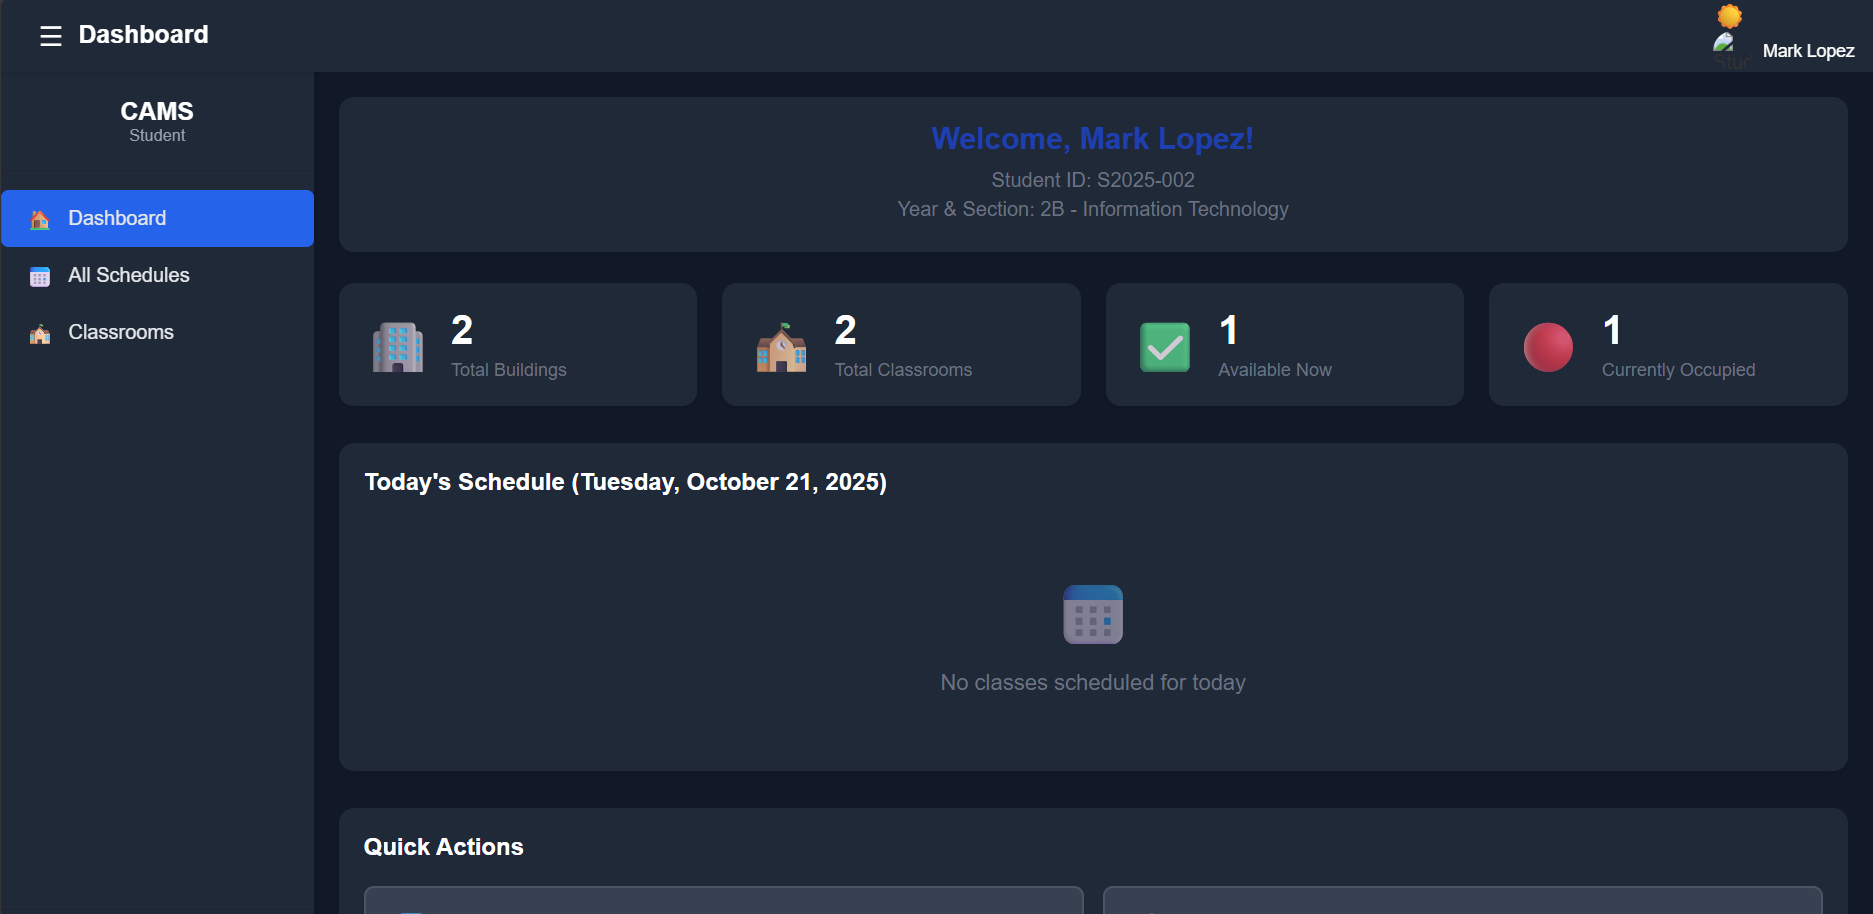 Dashboard
Mark Lopez
CAMS
Student
Dashboard
All Schedules
Classrooms
Welcome, Mark Lopez!
Student ID: S2025-002
Year & Section: 2B - Information Technology
2
Total Buildings
2
Total Classrooms
1
Available Now
1
Currently Occupied
Today's Schedule (Tuesday, October 21, 2025)
No classes scheduled for today
Quick Actions